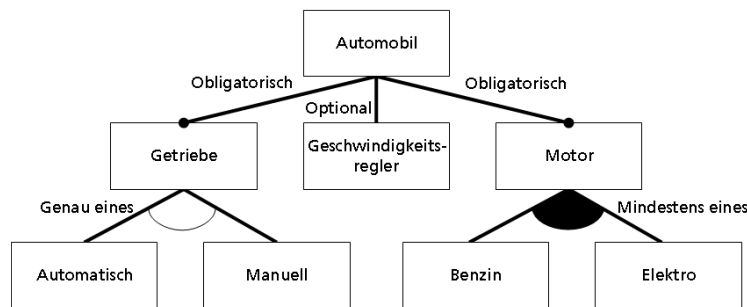 Automobil
Obligatorisch
Obligatorisch
Optional
Getriebe
Geschwindigkeits-
regler
Motor
Genau eines
Mindestens eines
Automatisch
Manuell
Benzin
Elektro